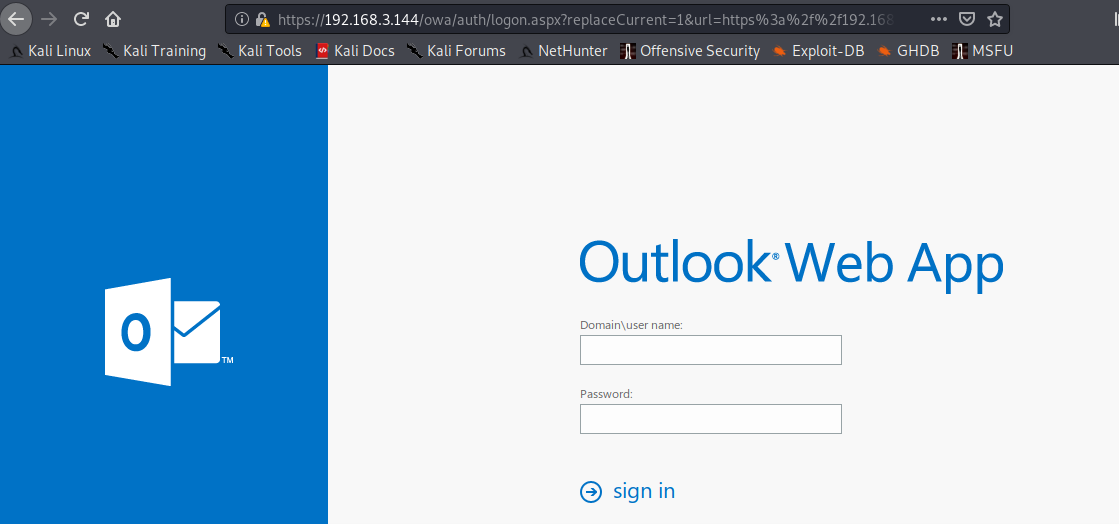 https://192.168.3.144/owa/auth/logon.aspx?replaceCurrent=1&url=https%3a%2f%2f192.168
Kali Linux Kali Training Kali Tools Kali Docs Kali Forums NetHunter Offensive Security Exploit-DB GHDB MSFU
Outlook® Web App
Domain\user name:
O
TM
Password:
sign in